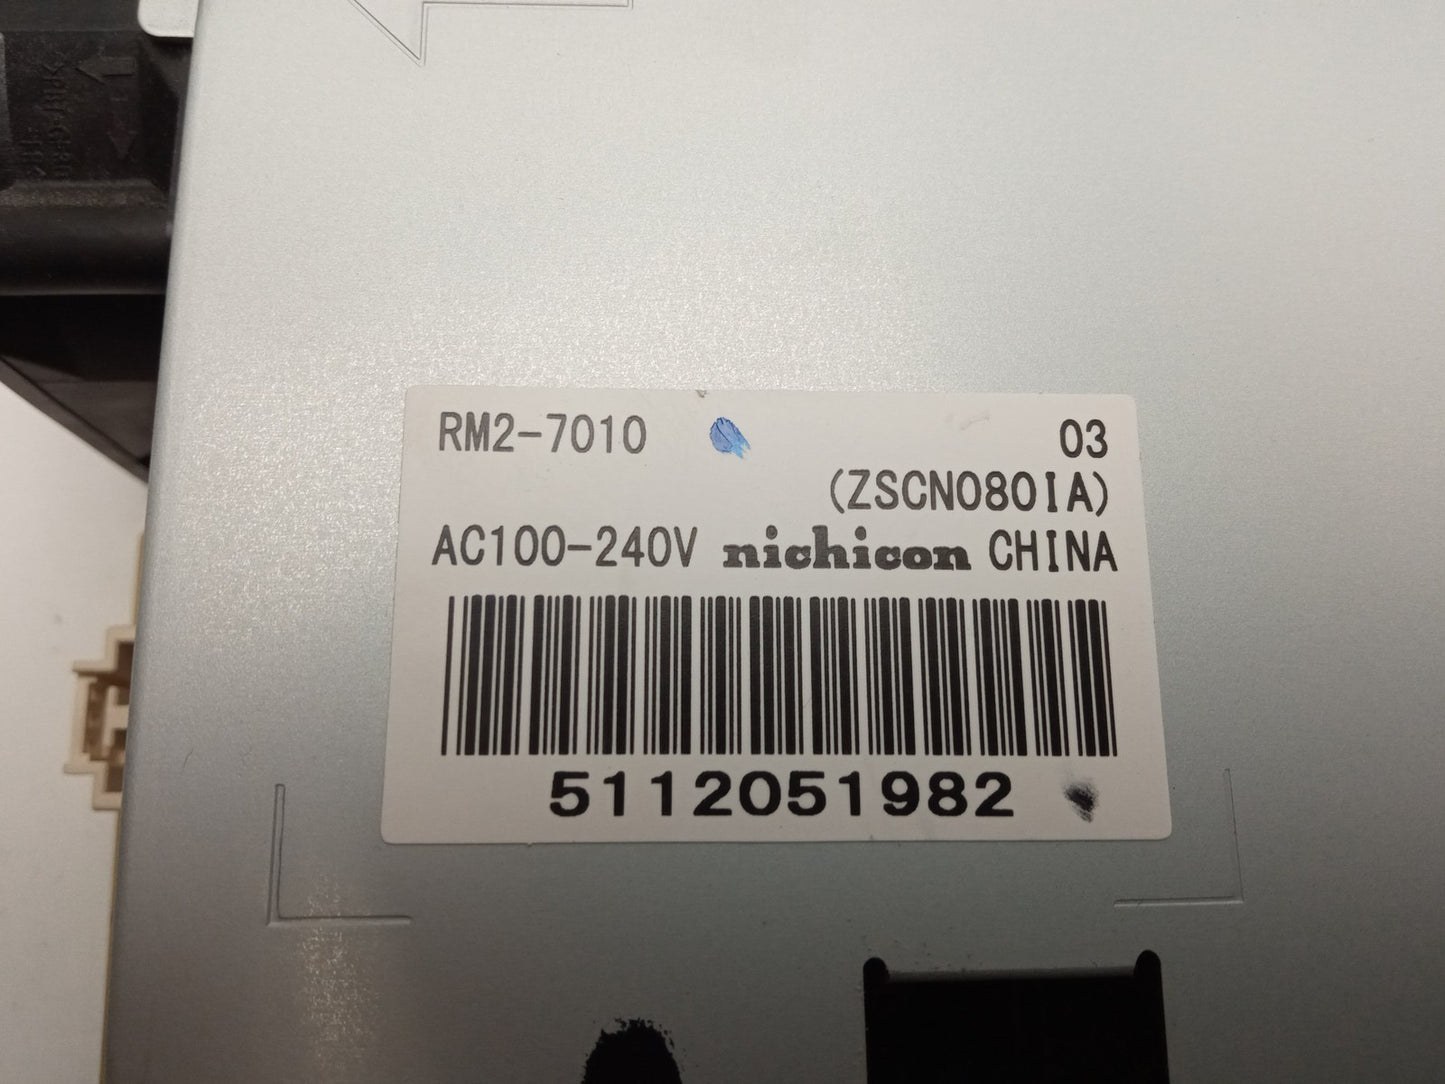 RM2-7010 03
(ZSCN080IA)
AC100-240V nichicon CHINA
5112051982